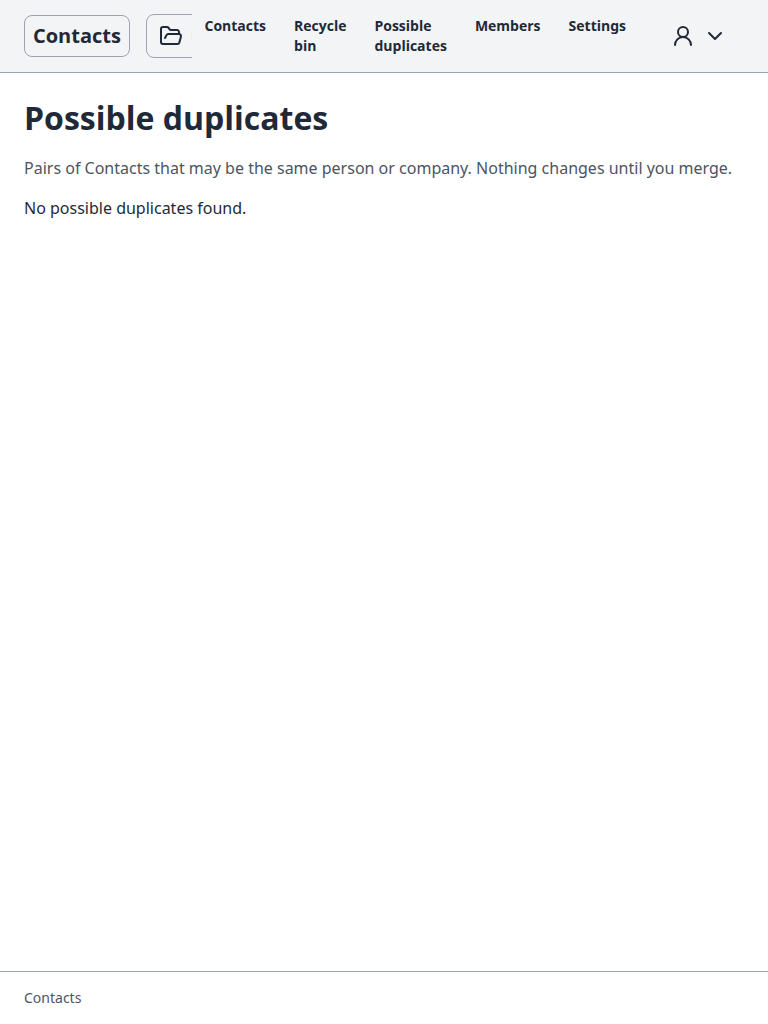 Contacts
Contacts
Recycle bin
Possible duplicates
Members
Settings
Possible duplicates
Pairs of Contacts that may be the same person or company. Nothing changes until you merge.
No possible duplicates found.
Contacts